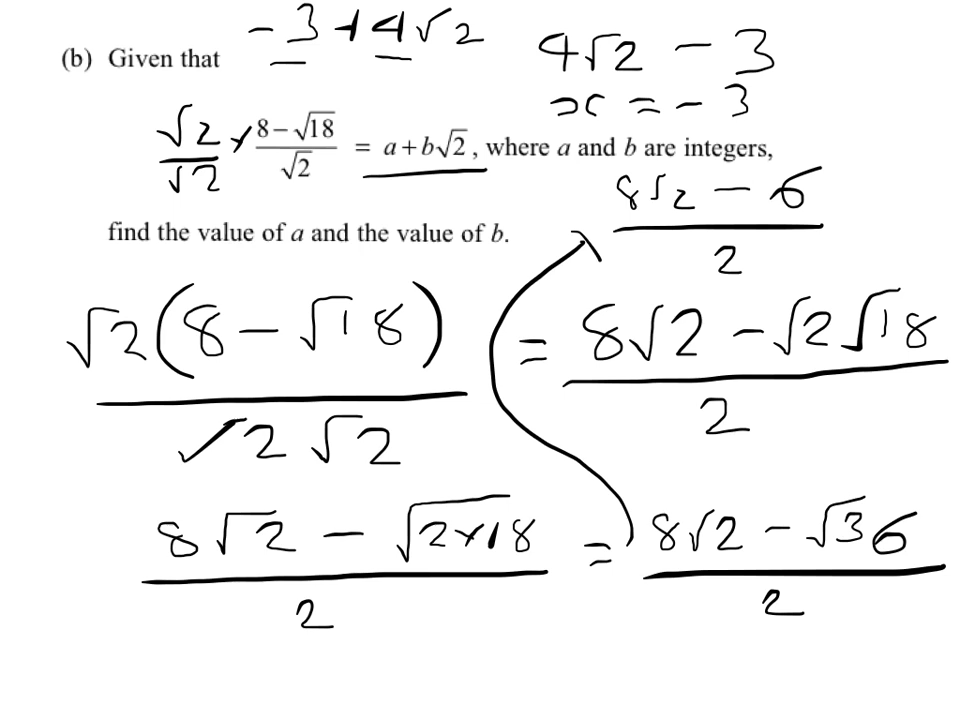 -3+4√2
4√2 - 3
(b) Given that
x = -3
√2/√2 × (8-√18)/√2 = a+b√2, where a and b are integers,
(8√2 - 6)/2
find the value of a and the value of b.
√2(8-√18)/√2√2 = (8√2 - √2√18)/2
(8√2 - √2×18)/2 = (8√2 - √36)/2